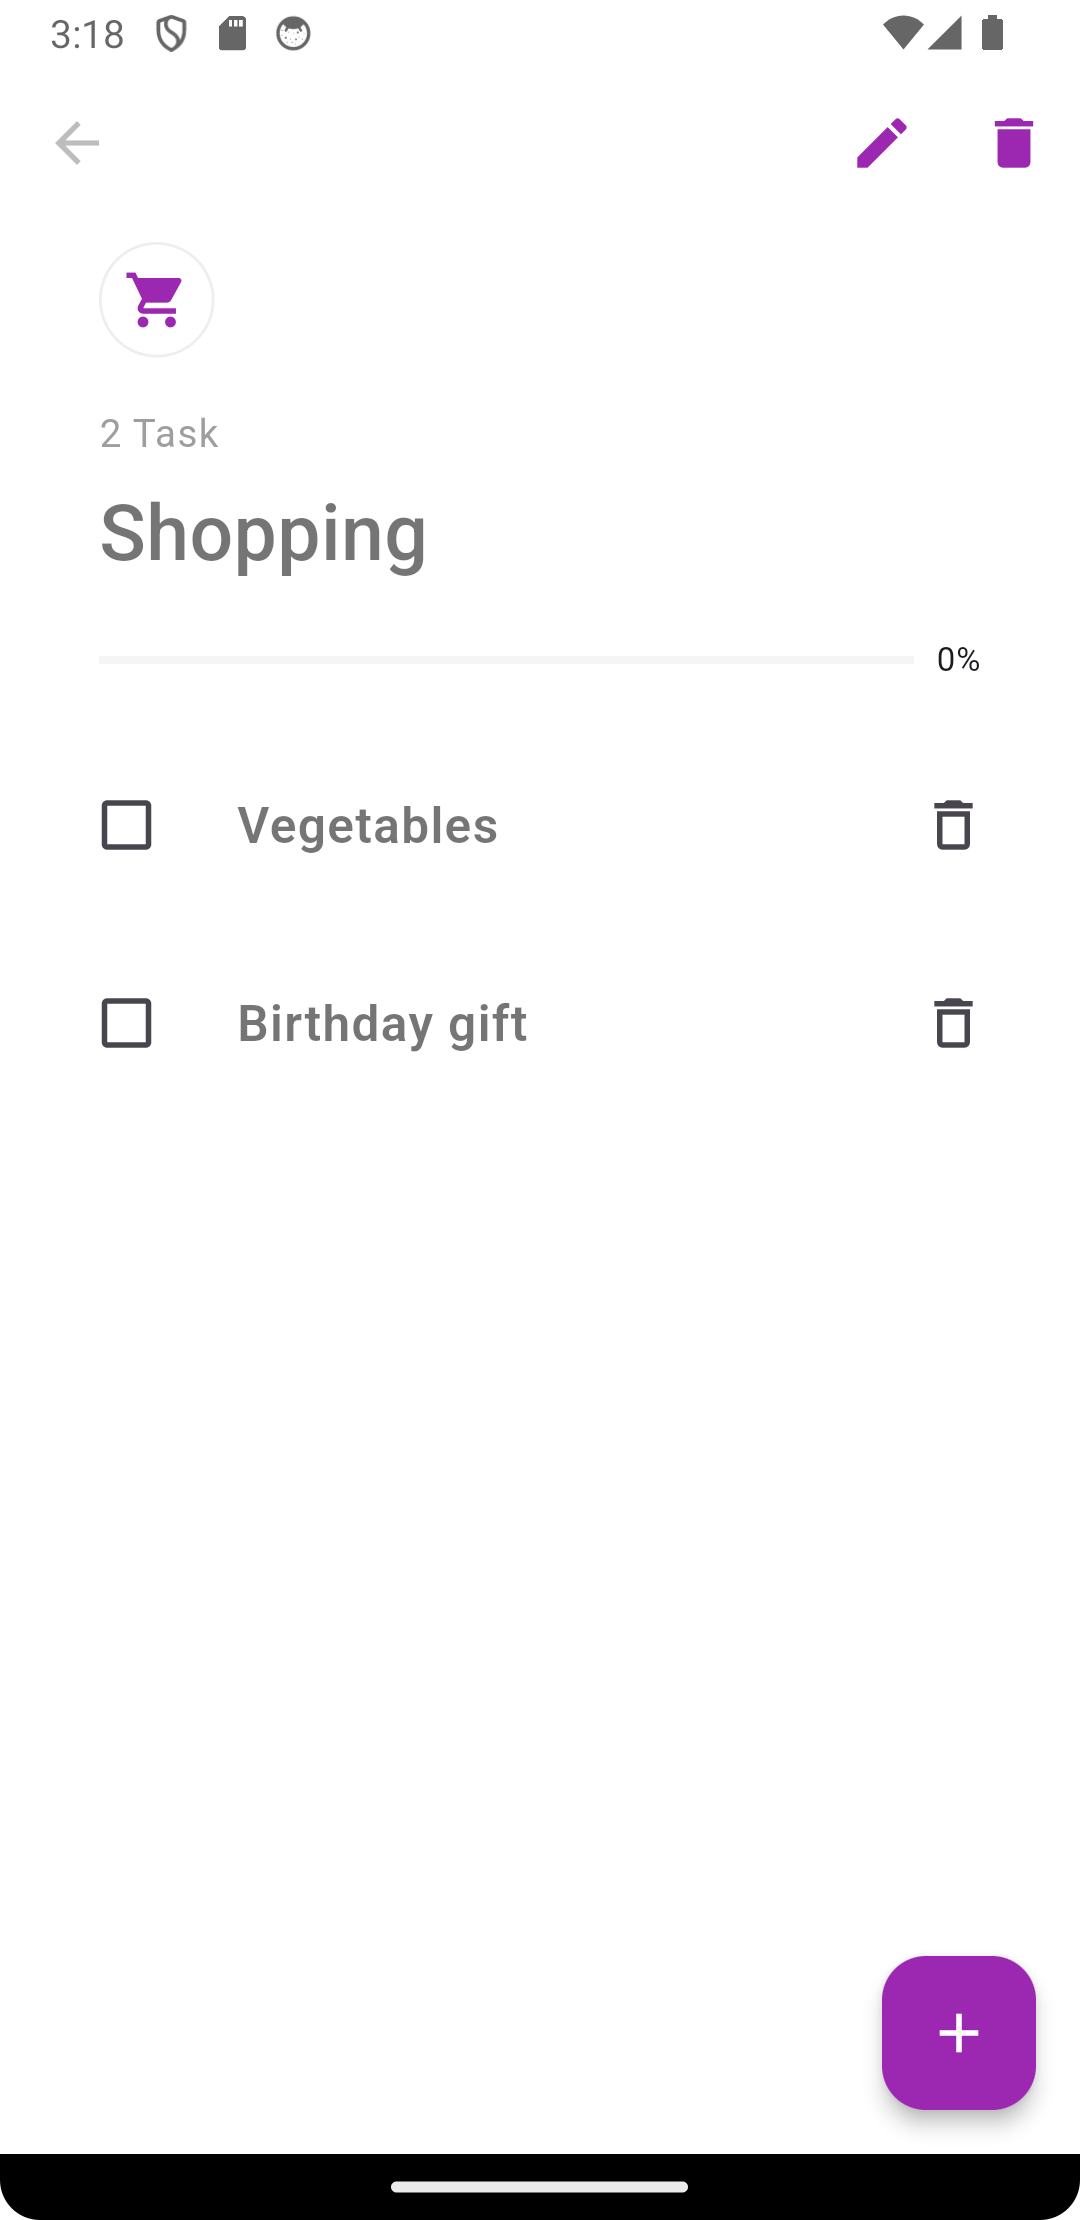 3:18
2 Task
Shopping
0%
Vegetables
Birthday gift